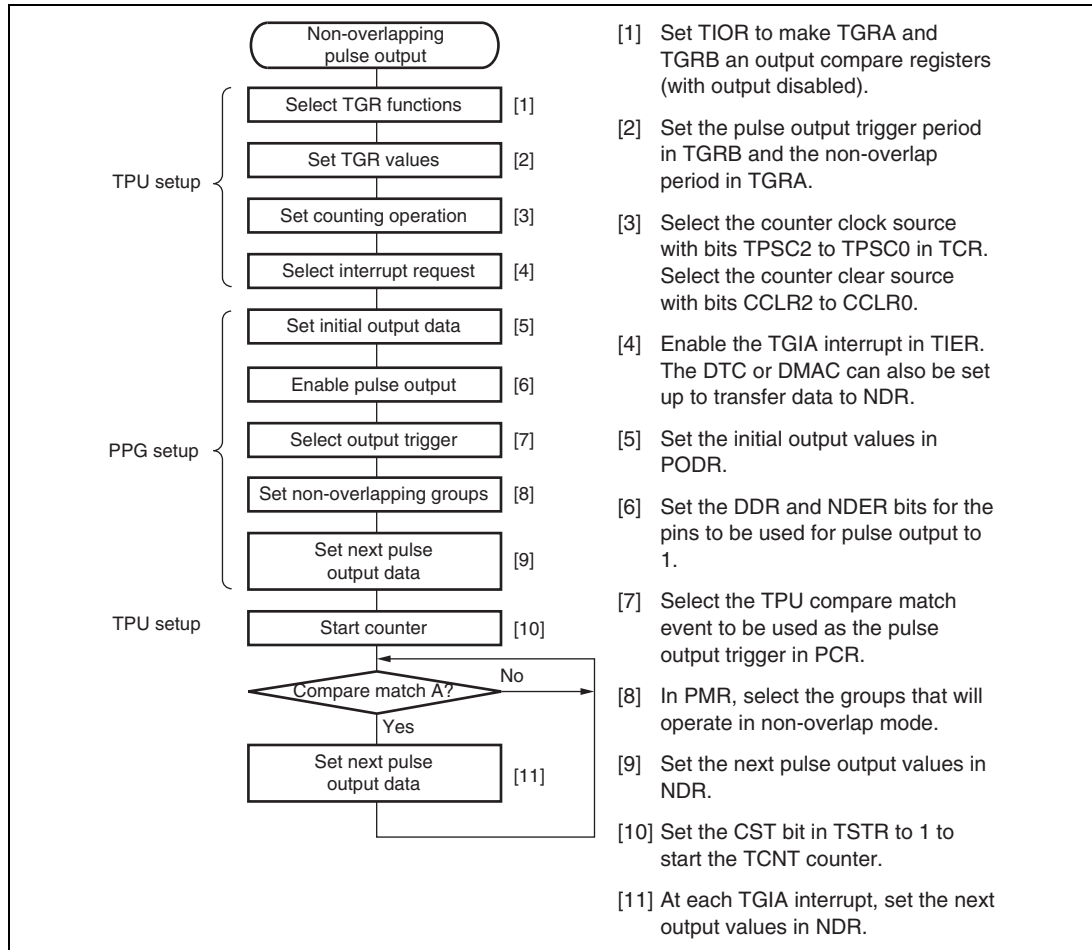 Non-overlapping
pulse output
TPU setup
Select TGR functions [1]
Set TGR values [2]
Set counting operation [3]
Select interrupt request [4]
PPG setup
Set initial output data [5]
Enable pulse output [6]
Select output trigger [7]
Set non-overlapping groups [8]
Set next pulse
output data [9]
TPU setup
Start counter [10]
Compare match A?
No
Yes
Set next pulse
output data [11]
[1] Set TIOR to make TGRA and
TGRB an output compare registers
(with output disabled).
[2] Set the pulse output trigger period
in TGRB and the non-overlap
period in TGRA.
[3] Select the counter clock source
with bits TPSC2 to TPSC0 in TCR.
Select the counter clear source
with bits CCLR2 to CCLR0.
[4] Enable the TGIA interrupt in TIER.
The DTC or DMAC can also be set
up to transfer data to NDR.
[5] Set the initial output values in
PODR.
[6] Set the DDR and NDER bits for the
pins to be used for pulse output to
1.
[7] Select the TPU compare match
event to be used as the pulse
output trigger in PCR.
[8] In PMR, select the groups that will
operate in non-overlap mode.
[9] Set the next pulse output values in
NDR.
[10] Set the CST bit in TSTR to 1 to
start the TCNT counter.
[11] At each TGIA interrupt, set the next
output values in NDR.